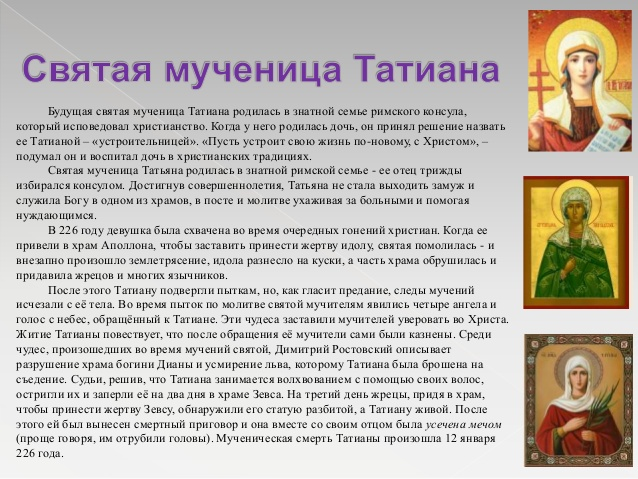 Святая мученица Татиана
Будущая святая мученица Татиана родилась в знатной семье римского консула,
который исповедовал христианство. Когда у него родилась дочь, он принял решение назвать
ее Татианой – «устроительницей». «Пусть устроит свою жизнь по-новому, с Христом», –
подумал он и воспитал дочь в христианских традициях.
Святая мученица Татьяна родилась в знатной римской семье - ее отец трижды
избирался консулом. Достигнув совершеннолетия, Татьяна не стала выходить замуж и
служила Богу в одном из храмов, в посте и молитве ухаживая за больными и помогая
нуждающимся.
В 226 году девушка была схвачена во время очередных гонений христиан. Когда ее
привели в храм Аполлона, чтобы заставить принести жертву идолу, святая помолилась - и
внезапно произошло землетрясение, идола разнесло на куски, а часть храма обрушилась и
придавила жрецов и многих язычников.
После этого Татиану подвергли пыткам, но, как гласит предание, следы мучений
исчезали с её тела. Во время пыток по молитве святой мучителям явились четыре ангела и
голос с небес, обращённый к Татиане. Эти чудеса заставили мучителей уверовать во Христа.
Житие Татианы повествует, что после обращения её мучители сами были казнены. Среди
чудес, произошедших во время мучений святой, Димитрий Ростовский описывает
разрушение храма богини Дианы и усмирение льва, которому Татиана была брошена на
съедение. Судьи, решив, что Татиана занимается волхвованием с помощью своих волос,
остригли их и заперли её на два дня в храме Зевса. На третий день жрецы, придя в храм,
чтобы принести жертву Зевсу, обнаружили его статую разбитой, а Татиану живой. После
этого ей был вынесен смертный приговор и она вместе со своим отцом была усечена мечом
(проще говоря, им отрубили головы). Мученическая смерть Татианы произошла 12 января
226 года.